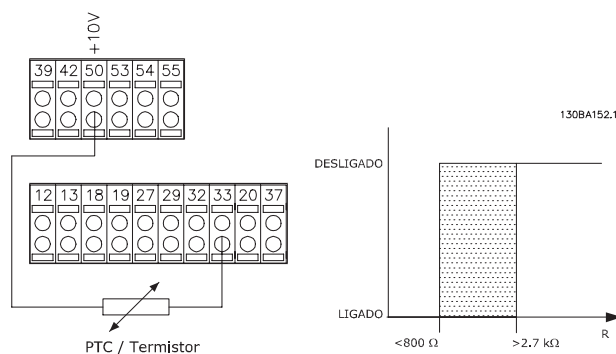 +10V
39 42 50 53 54 55
12 13 18 19 27 29 32 33 20 37
PTC / Termistor
130BA152.1
DESLIGADO
LIGADO
<800 Ω >2.7 kΩ R